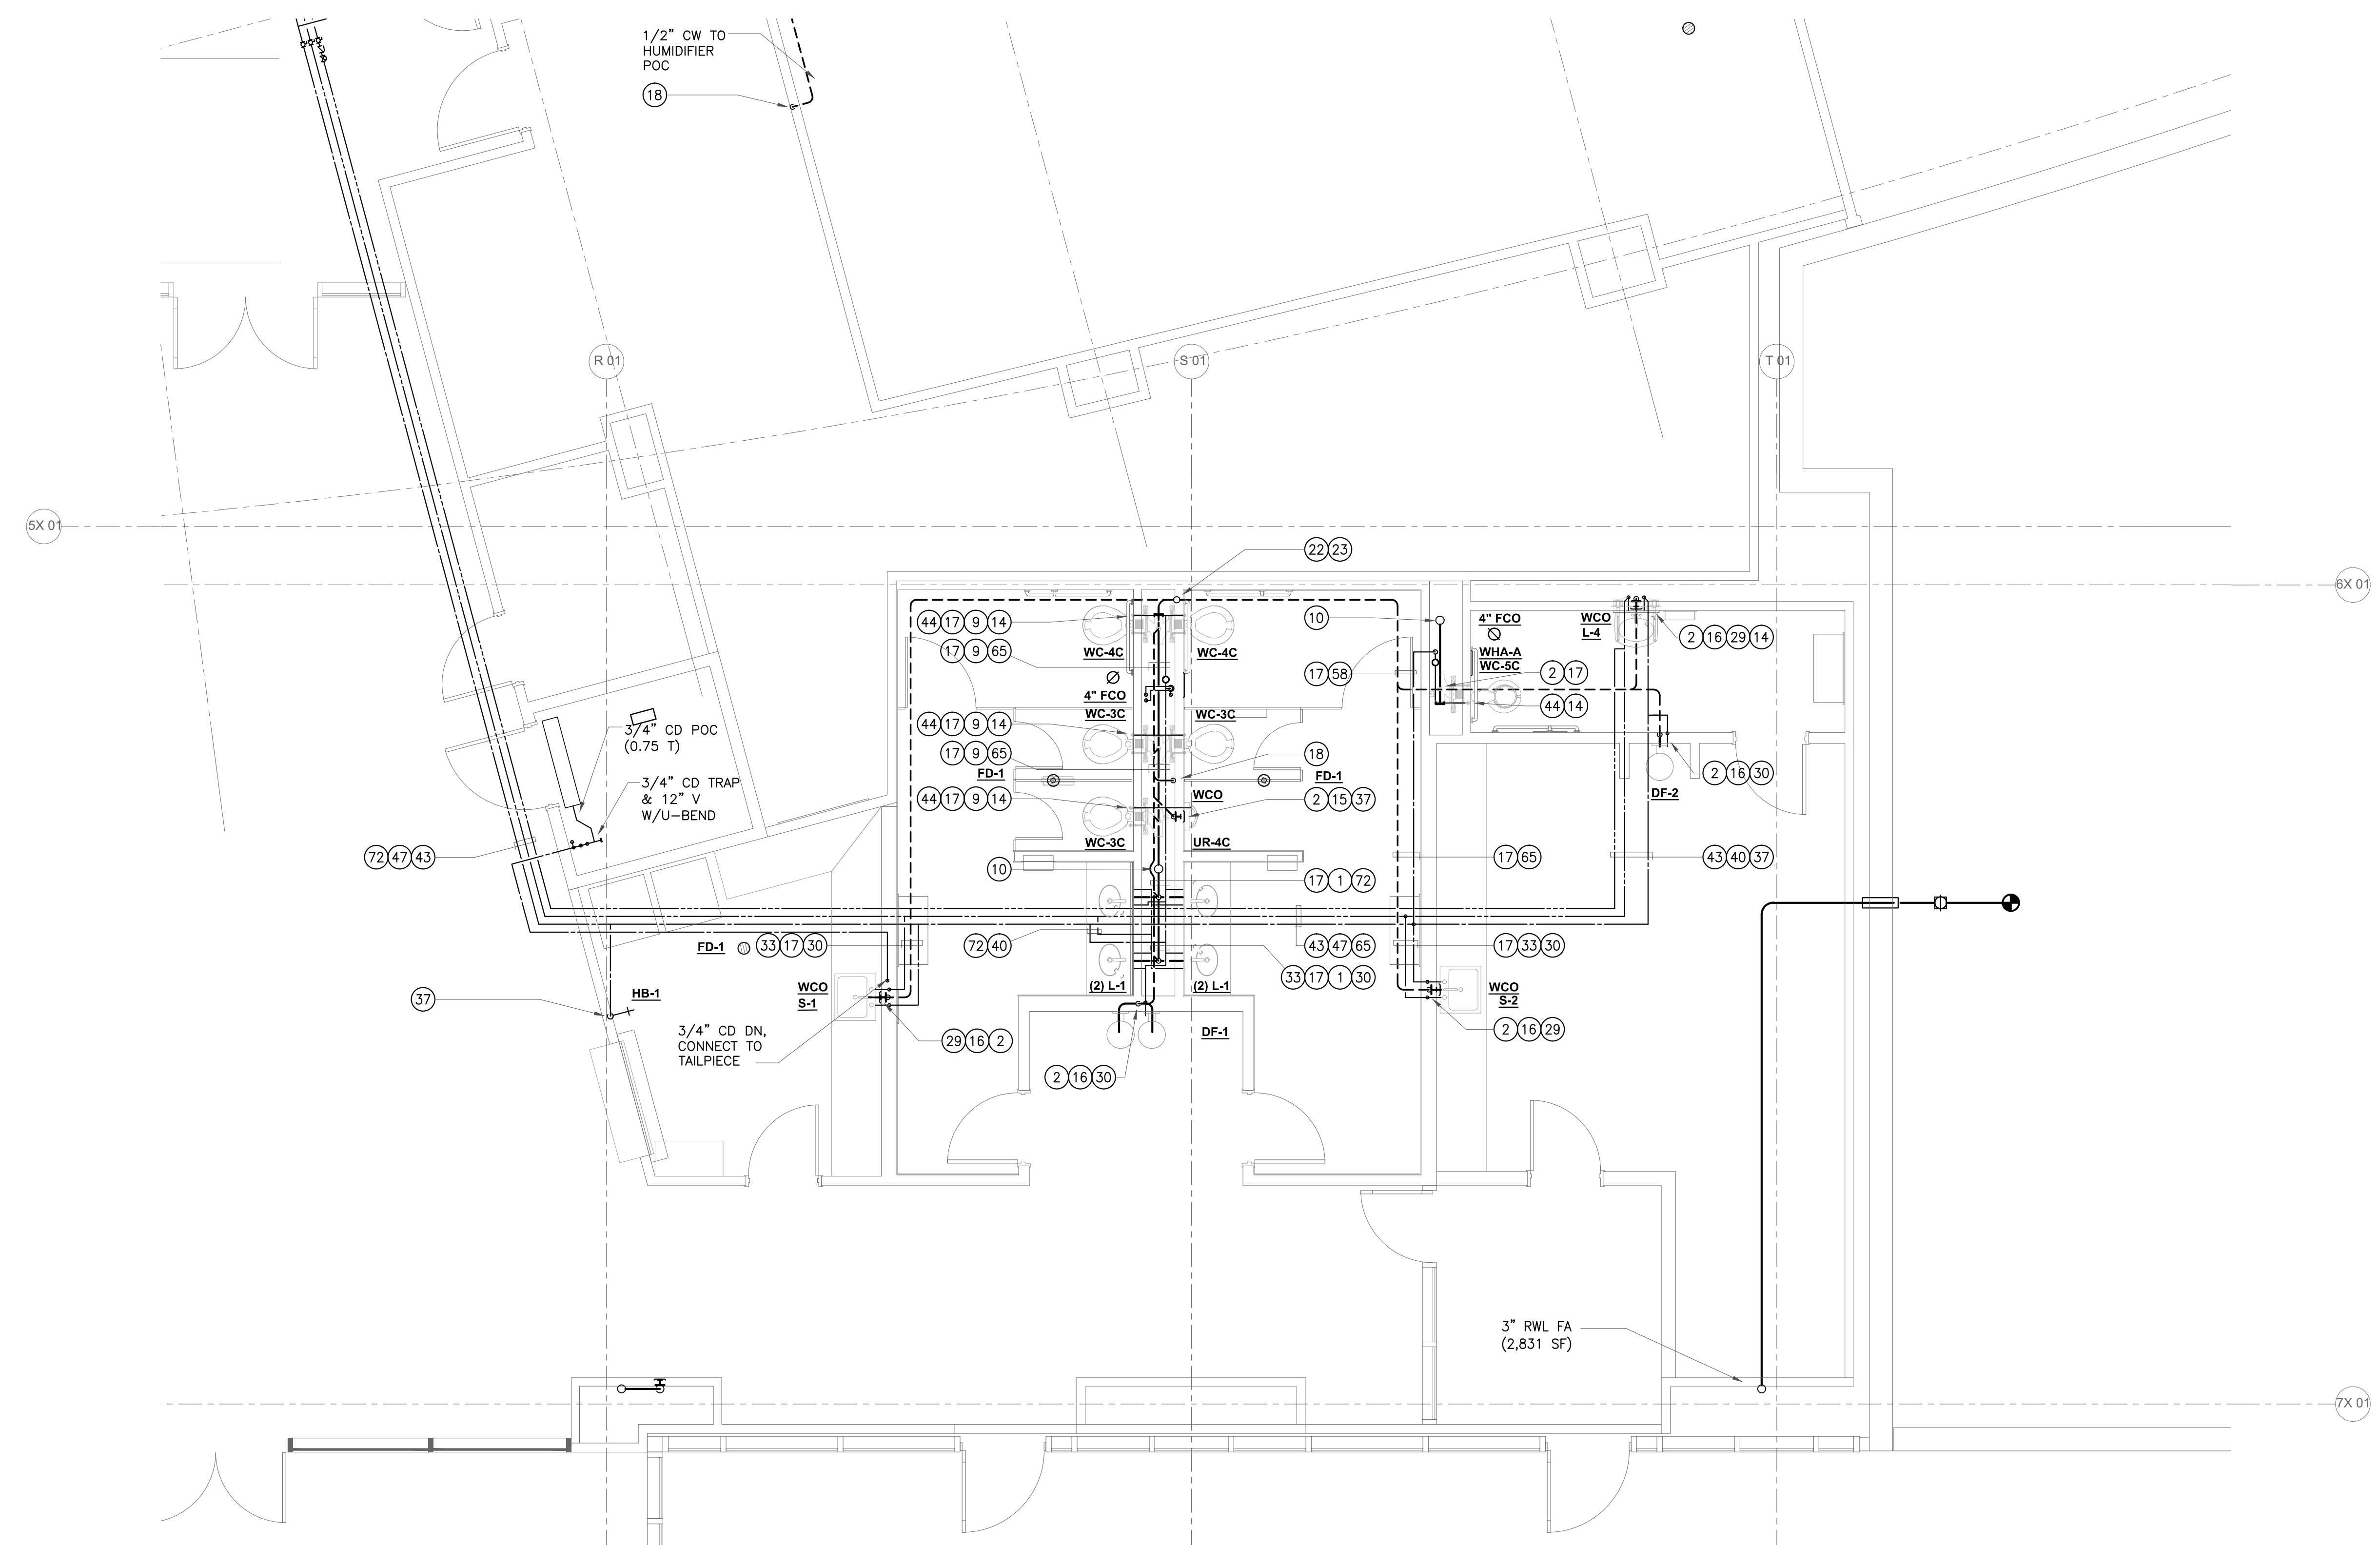 1/2" CW TO
HUMIDIFIER
POC
18
R 01
S 01
T 01
5X 01
22 23
6X 01
44 17 9 14
10
4" FCO
WCO
L-4
2 16 29 14
17 9 65
WC-4C
WC-4C
WHA-A
WC-5C
17 58
2 17
4" FCO
44 14
3/4" CD POC
(0.75 T)
44 17 9 14
WC-3C
WC-3C
17 9 65
18
FD-1
FD-1
2 16 30
3/4" CD TRAP
& 12" V
W/U-BEND
44 17 9 14
WCO
2 15 37
DF-2
WC-3C
UR-4C
72 47 43
17 65
43 40 37
10
17 1 72
FD-1
33 17 30
72 40
43 47 65
17 33 30
33 17 1 30
37
HB-1
WCO
S-1
(2) L-1
(2) L-1
WCO
S-2
3/4" CD DN,
CONNECT TO
TAILPIECE
29 16 2
DF-1
2 16 29
2 16 30
3" RWL FA
(2,831 SF)
7X 01